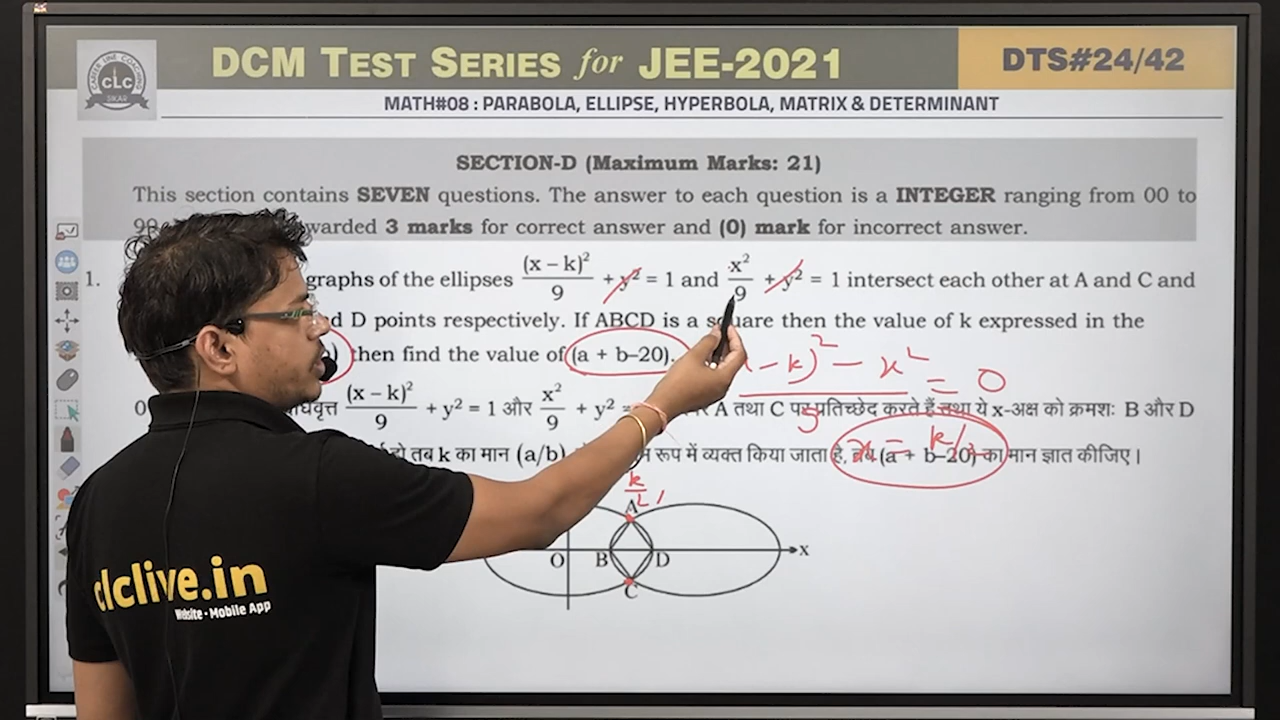 DCM TEST SERIES for JEE-2021
DTS#24/42
CAREER LINE COACHING
CLC
SIKAR
MATH#08 : PARABOLA, ELLIPSE, HYPERBOLA, MATRIX & DETERMINANT
SECTION-D (Maximum Marks: 21)
This section contains SEVEN questions. The answer to each question is a INTEGER ranging from 00 to
warded 3 marks for correct answer and (0) mark for incorrect answer.
1. graphs of the ellipses (x – k)²/9 + y² = 1 and x²/9 + y² = 1 intersect each other at A and C and
D points respectively. If ABCD is a square then the value of k expressed in the
then find the value of (a + b–20).
– k)² – x² = 0
(x – k)²/9 + y² = 1 और x²/9 + y² = A तथा C पर प्रतिच्छेद करते हैं तथा ये x-अक्ष को क्रमशः B और D
x = k/2
तब k का मान (a/b) रूप में व्यक्त किया जाता है, (a + b–20) का मान ज्ञात कीजिए।
k/2,
A
O B D x
C
clclive.in
Website • Mobile App